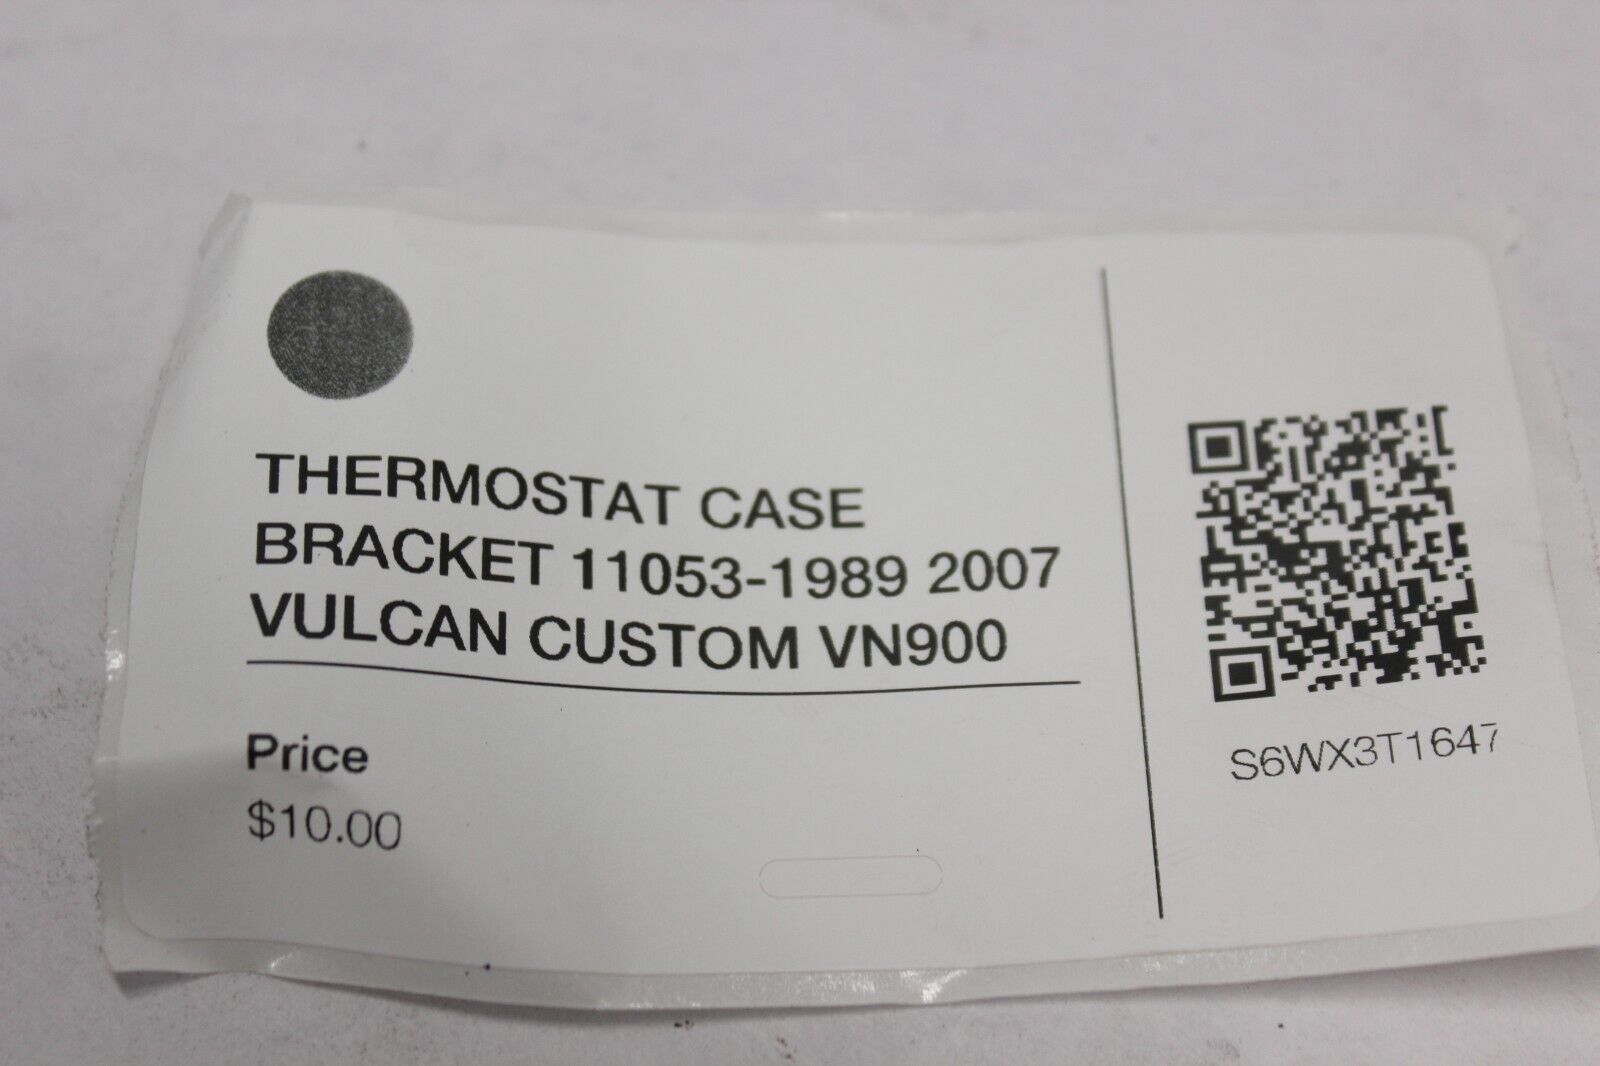 THERMOSTAT CASE
BRACKET 11053-1989 2007
VULCAN CUSTOM VN900
Price
$10.00
S6WX3T1647